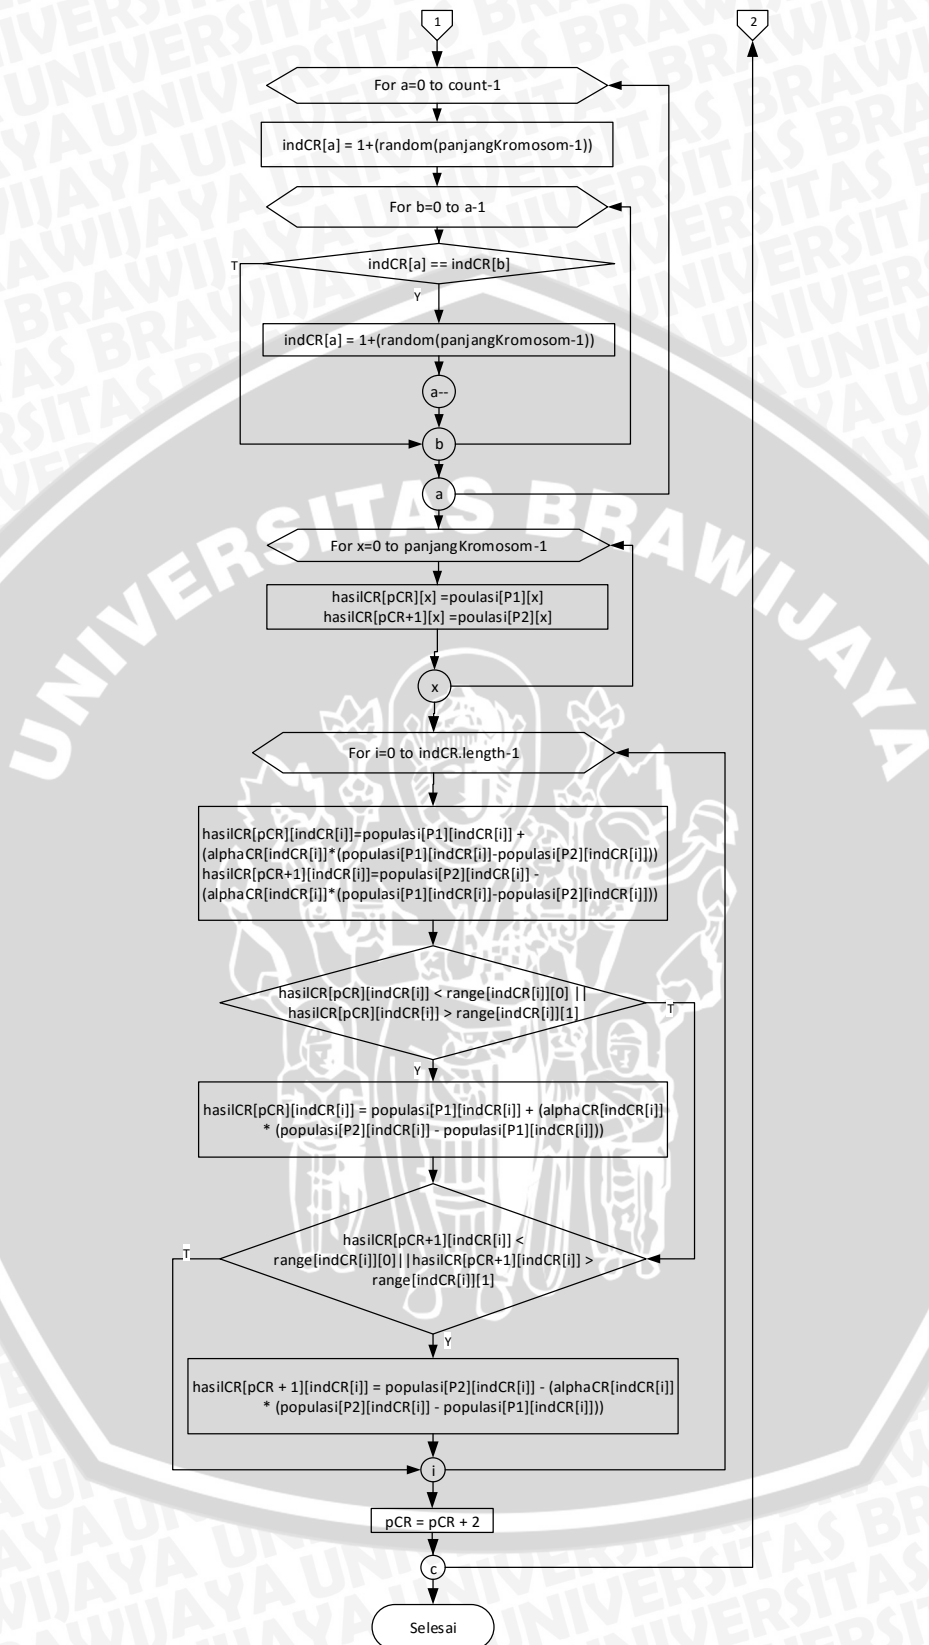 1
2
For a=0 to count-1
indCR[a] = 1+(random(panjangKromosom-1))
For b=0 to a-1
indCR[a] == indCR[b]
T
Y
indCR[a] = 1+(random(panjangKromosom-1))
a--
b
a
For x=0 to panjangKromosom-1
hasilCR[pCR][x] =poulasi[P1][x]
hasilCR[pCR+1][x] =poulasi[P2][x]
x
For i=0 to indCR.length-1
hasilCR[pCR][indCR[i]]=populasi[P1][indCR[i]] +
(alphaCR[indCR[i]]*(populasi[P1][indCR[i]]-populasi[P2][indCR[i]]))
hasilCR[pCR+1][indCR[i]]=populasi[P2][indCR[i]] -
(alphaCR[indCR[i]]*(populasi[P1][indCR[i]]-populasi[P2][indCR[i]]))
hasilCR[pCR][indCR[i]] < range[indCR[i]][0] ||
hasilCR[pCR][indCR[i]] > range[indCR[i]][1]
T
Y
hasilCR[pCR][indCR[i]] = populasi[P1][indCR[i]] + (alphaCR[indCR[i]]
* (populasi[P2][indCR[i]] - populasi[P1][indCR[i]]))
hasilCR[pCR+1][indCR[i]] <
range[indCR[i]][0]||hasilCR[pCR+1][indCR[i]] >
range[indCR[i]][1]
T
Y
hasilCR[pCR + 1][indCR[i]] = populasi[P2][indCR[i]] - (alphaCR[indCR[i]]
* (populasi[P2][indCR[i]] - populasi[P1][indCR[i]]))
i
pCR = pCR + 2
c
Selesai
UNIVERSITAS BRAWIJAYA